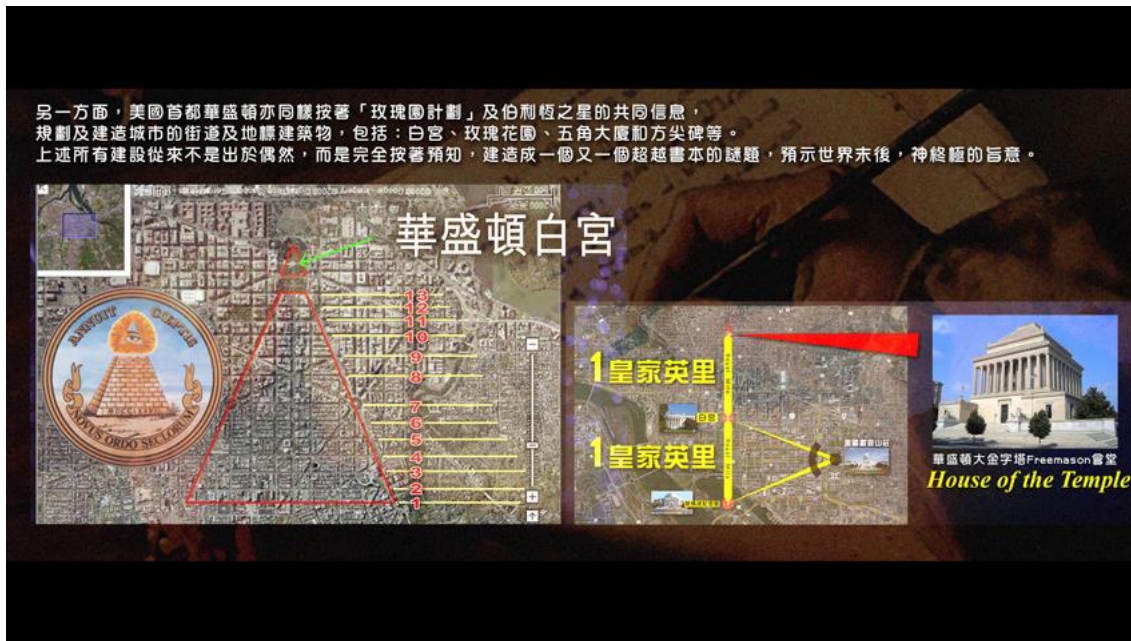 另一方面，美國首都華盛頓亦同樣按著「玫瑰園計劃」及伯利恆之星的共同信息，
規劃及建造城市的街道及地標建築物，包括：白宮、玫瑰花園、五角大廈和方尖碑等。
上述所有建設從來不是出於偶然，而是完全按著預知，建造成一個又一個超越書本的謎題，預示世界末後，神終極的旨意。
華盛頓白宮
13
12
11
10
9
8
7
6
5
4
3
2
1
ANNUIT CŒPTIS
NOVUS ORDO SECLORUM
1皇家英里
白宮
1皇家英里
華盛頓大金字塔Freemason會堂
House of the Temple